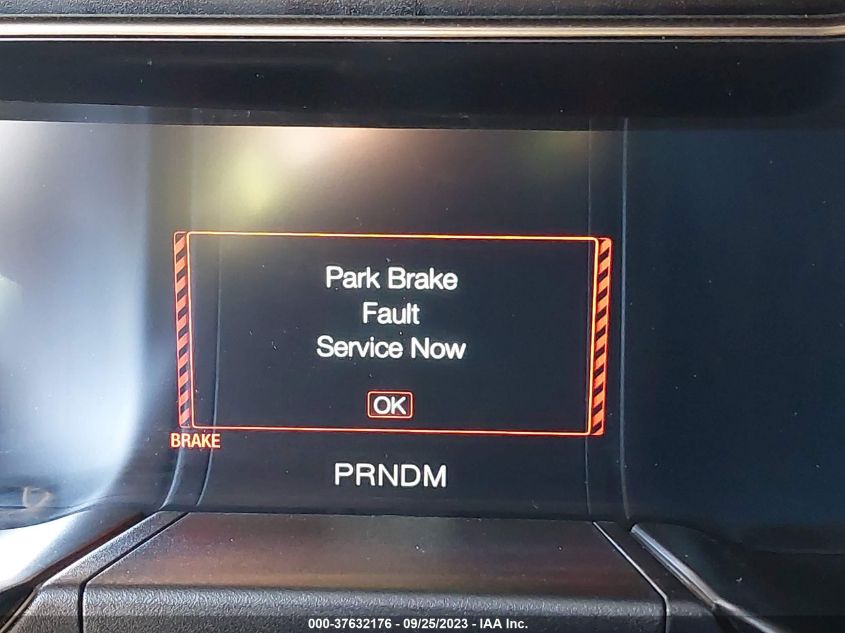 Park Brake
Fault
Service Now
OK
BRAKE
PRNDM
000-37632176 - 09/25/2023 - IAA Inc.